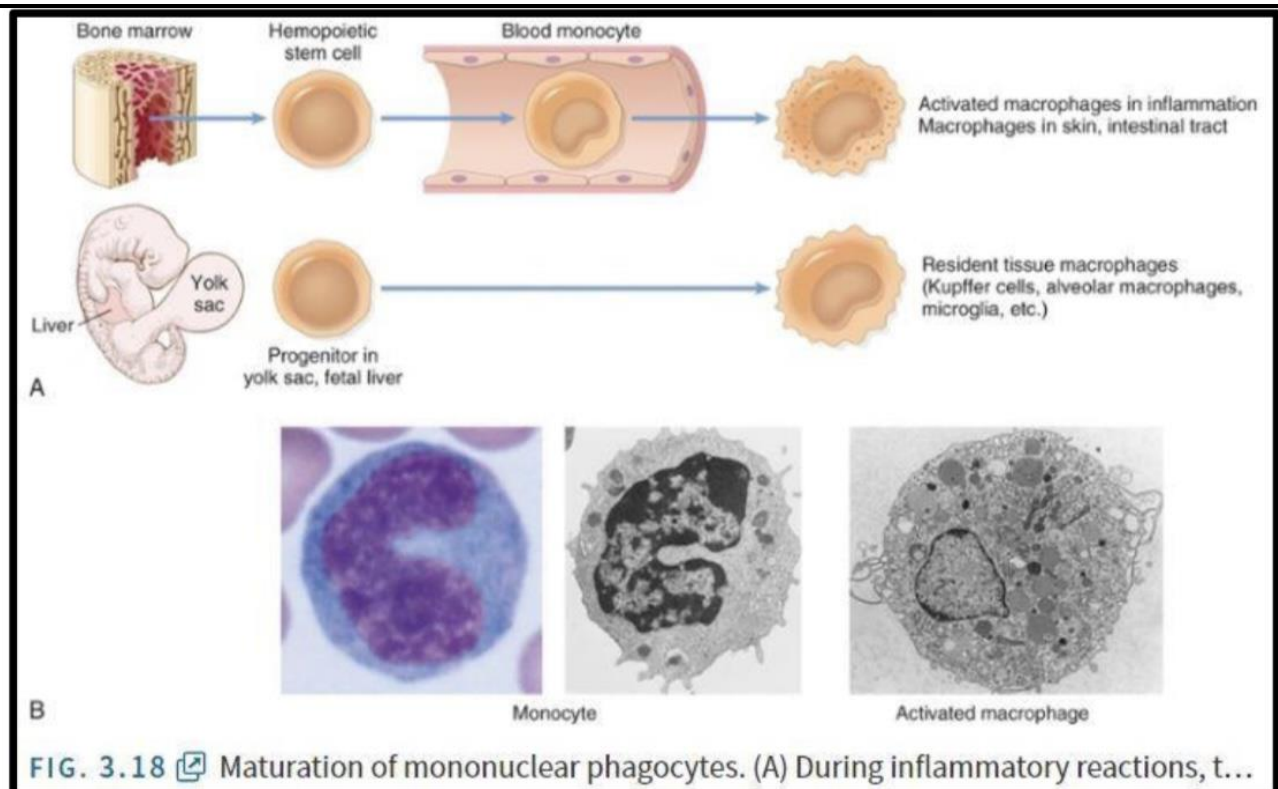 Bone marrow
Hemopoietic
stem cell
Blood monocyte
Activated macrophages in inflammation
Macrophages in skin, intestinal tract
Liver
Yolk
sac
Progenitor in
yolk sac, fetal liver
Resident tissue macrophages
(Kupffer cells, alveolar macrophages,
microglia, etc.)
A
B
Monocyte
Activated macrophage
FIG. 3.18 Maturation of mononuclear phagocytes. (A) During inflammatory reactions, t...